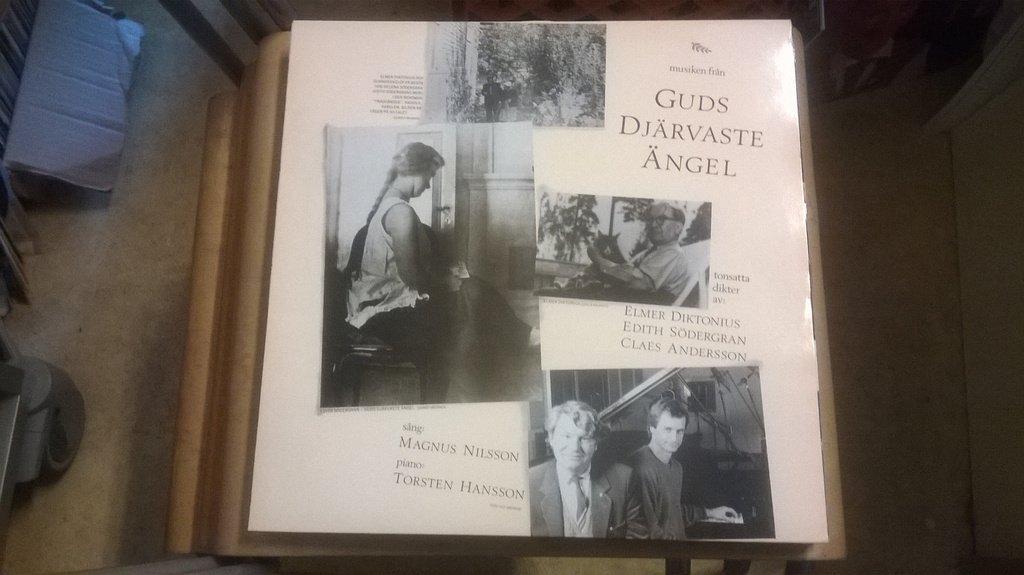 musiken från
GUDS
DJÄRVASTE
ÄNGEL
tonsatta
dikter
av:
ELMER DIKTONIUS
EDITH SÖDERGRAN
CLAES ANDERSSON
sång:
MAGNUS NILSSON
piano:
TORSTEN HANSSON